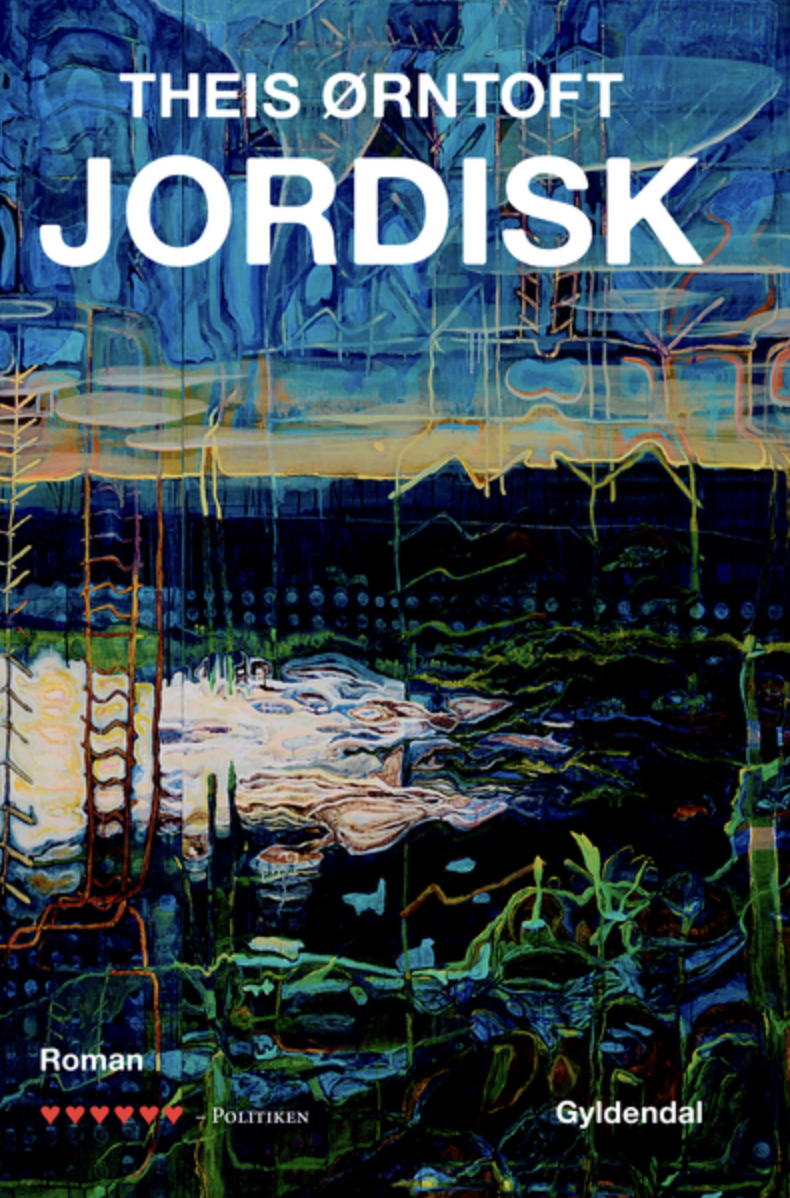 THEIS ØRNTOFT
JORDISK
Roman
♥♥♥♥♥♥ – POLITIKEN
Gyldendal